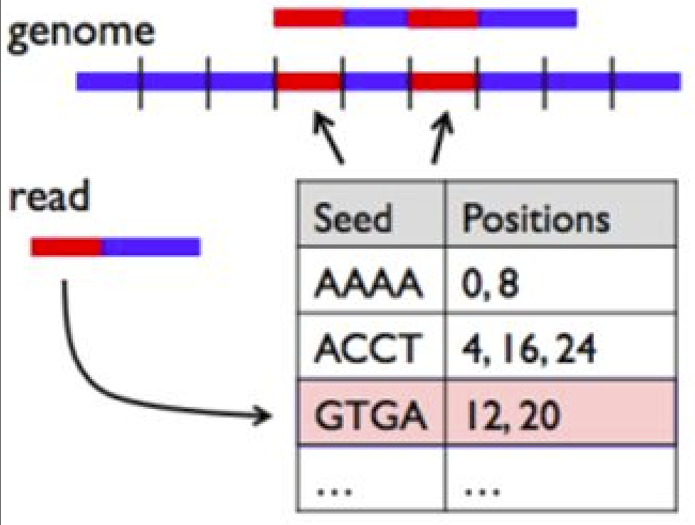 genome
read
Seed Positions
AAAA 0, 8
ACCT 4, 16, 24
GTGA 12, 20
... ...